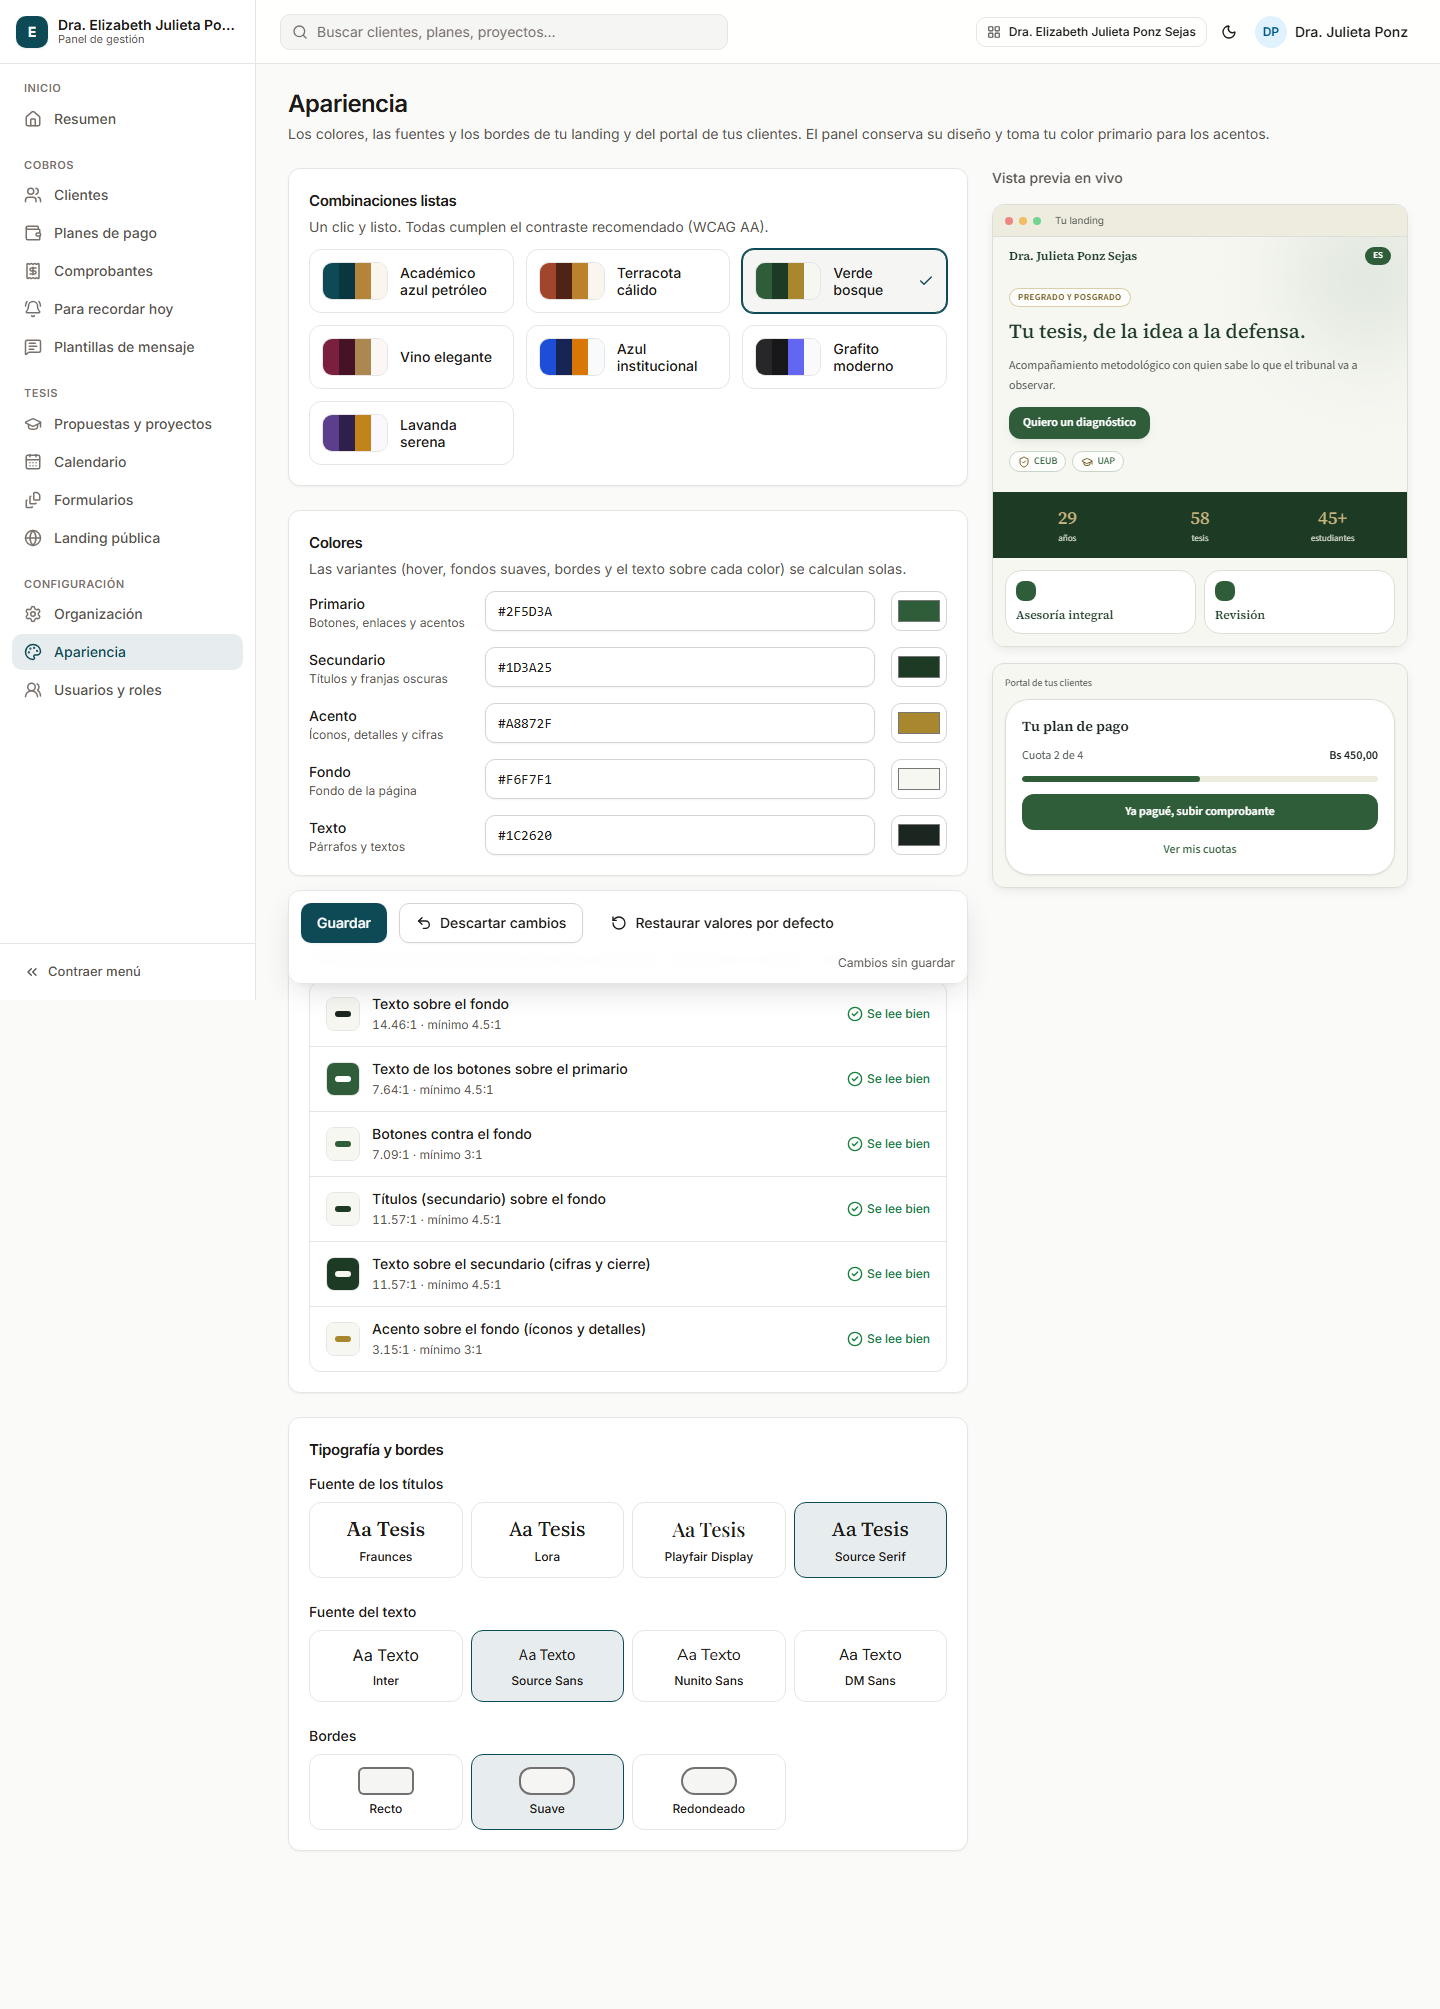 E
Dra. Elizabeth Julieta Po...
Panel de gestión
Buscar clientes, planes, proyectos...
Dra. Elizabeth Julieta Ponz Sejas
DP
Dra. Julieta Ponz
INICIO
Resumen
COBROS
Clientes
Planes de pago
Comprobantes
Para recordar hoy
Plantillas de mensaje
TESIS
Propuestas y proyectos
Calendario
Formularios
Landing pública
CONFIGURACIÓN
Organización
Apariencia
Usuarios y roles
Contraer menú
Apariencia
Los colores, las fuentes y los bordes de tu landing y del portal de tus clientes. El panel conserva su diseño y toma tu color primario para los acentos.
Combinaciones listas
Un clic y listo. Todas cumplen el contraste recomendado (WCAG AA).
Académico
azul petróleo
Terracota
cálido
Verde
bosque
Vino elegante
Azul
institucional
Grafito
moderno
Lavanda
serena
Colores
Las variantes (hover, fondos suaves, bordes y el texto sobre cada color) se calculan solas.
Primario
Botones, enlaces y acentos
#2F5D3A
Secundario
Títulos y franjas oscuras
#1D3A25
Acento
Íconos, detalles y cifras
#A8872F
Fondo
Fondo de la página
#F6F7F1
Texto
Párrafos y textos
#1C2620
Guardar
Descartar cambios
Restaurar valores por defecto
Cambios sin guardar
Texto sobre el fondo
14.46:1 · mínimo 4.5:1
Se lee bien
Texto de los botones sobre el primario
7.64:1 · mínimo 4.5:1
Se lee bien
Botones contra el fondo
7.09:1 · mínimo 3:1
Se lee bien
Títulos (secundario) sobre el fondo
11.57:1 · mínimo 4.5:1
Se lee bien
Texto sobre el secundario (cifras y cierre)
11.57:1 · mínimo 4.5:1
Se lee bien
Acento sobre el fondo (íconos y detalles)
3.15:1 · mínimo 3:1
Se lee bien
Tipografía y bordes
Fuente de los títulos
Aa Tesis
Fraunces
Aa Tesis
Lora
Aa Tesis
Playfair Display
Aa Tesis
Source Serif
Fuente del texto
Aa Texto
Inter
Aa Texto
Source Sans
Aa Texto
Nunito Sans
Aa Texto
DM Sans
Bordes
Recto
Suave
Redondeado
Vista previa en vivo
Tu landing
Dra. Julieta Ponz Sejas
ES
PREGRADO Y POSGRADO
Tu tesis, de la idea a la defensa.
Acompañamiento metodológico con quien sabe lo que el tribunal va a
observar.
Quiero un diagnóstico
CEUB
UAP
29
años
58
tesis
45+
estudiantes
Asesoría integral
Revisión
Portal de tus clientes
Tu plan de pago
Cuota 2 de 4
Bs 450,00
Ya pagué, subir comprobante
Ver mis cuotas